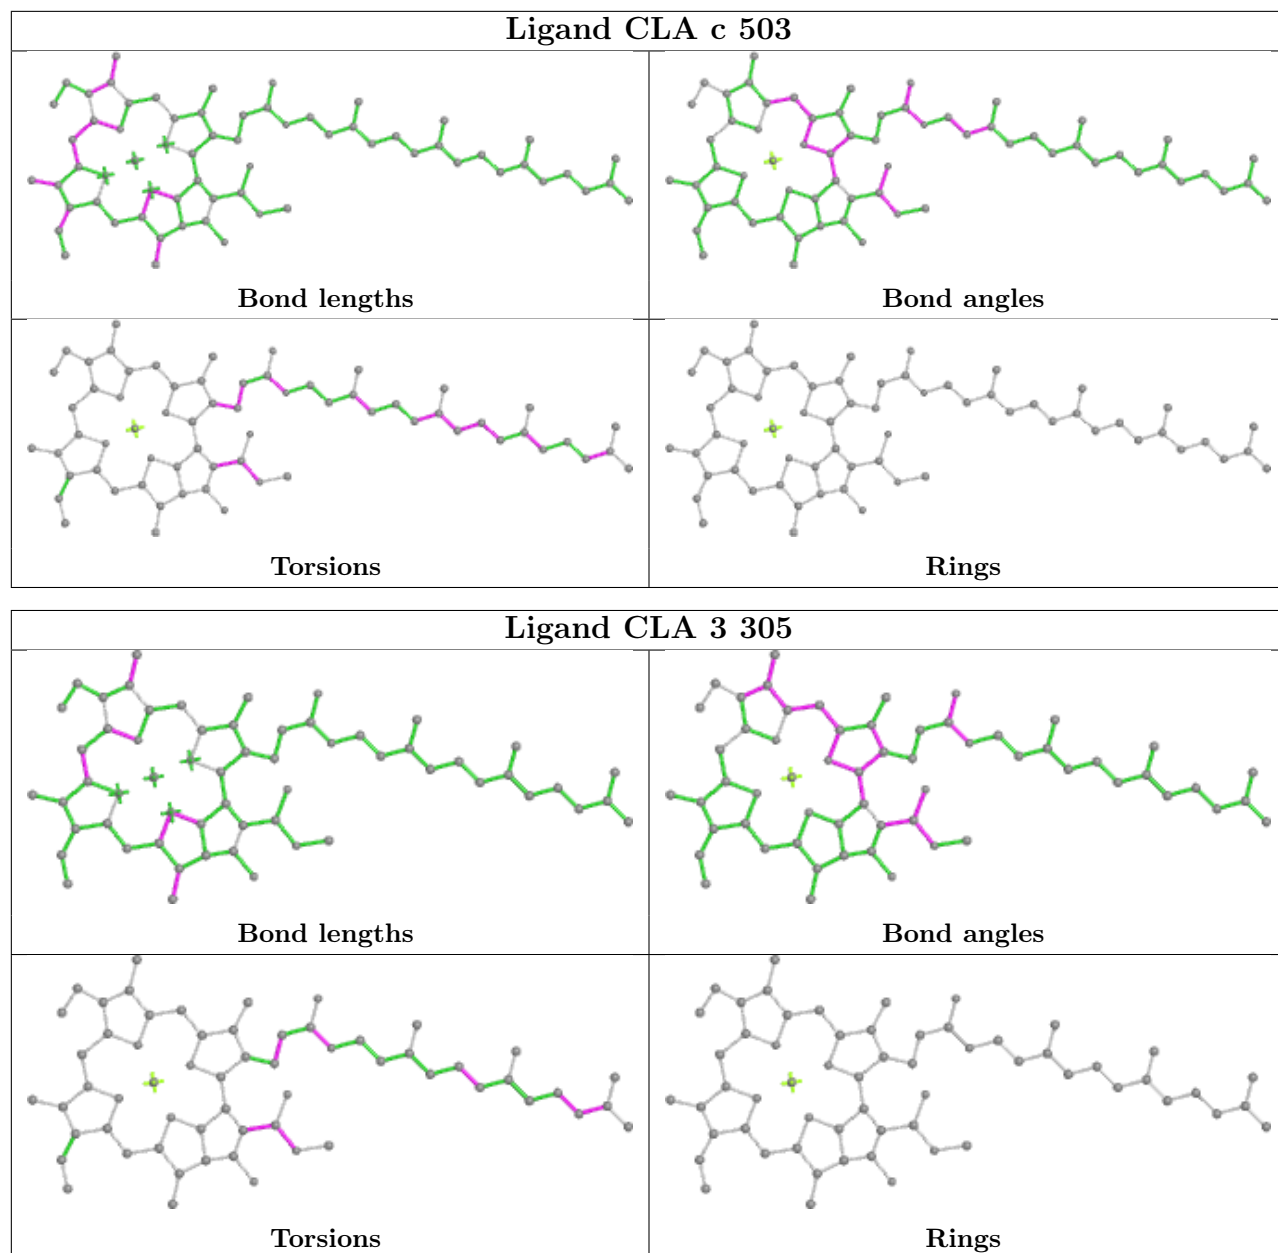 Ligand CLA c 503
Bond lengths
Bond angles
Torsions
Rings
Ligand CLA 3 305
Bond lengths
Bond angles
Torsions
Rings